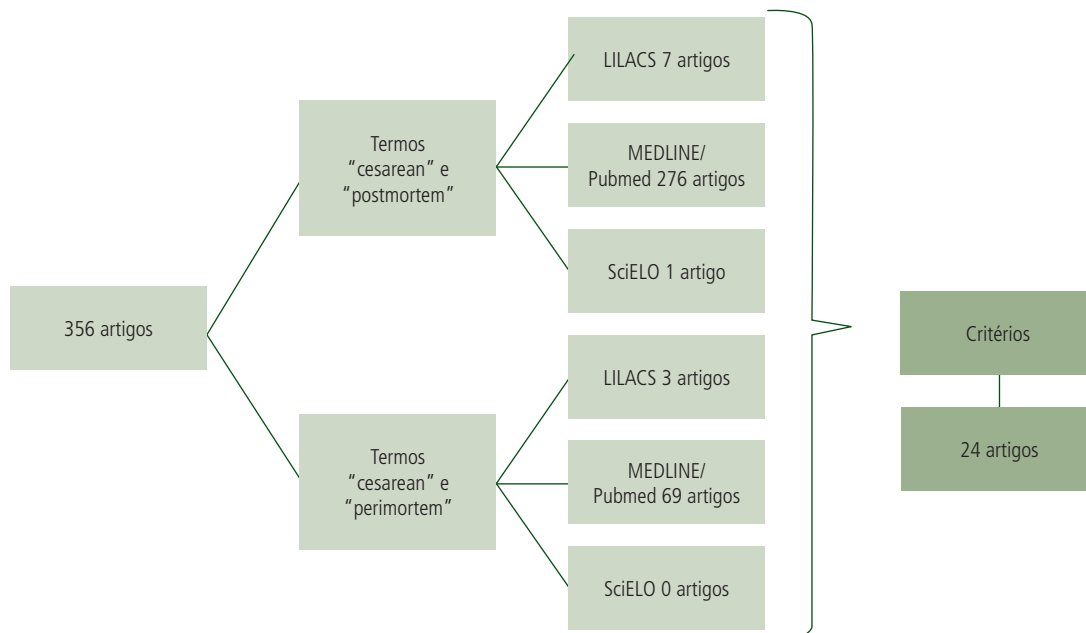 356 artigos
Termos
“cesarean” e
“postmortem”
LILACS 7 artigos
MEDLINE/
Pubmed 276 artigos
SciELO 1 artigo
Termos
“cesarean” e
“perimortem”
LILACS 3 artigos
MEDLINE/
Pubmed 69 artigos
SciELO 0 artigos
Critérios
24 artigos